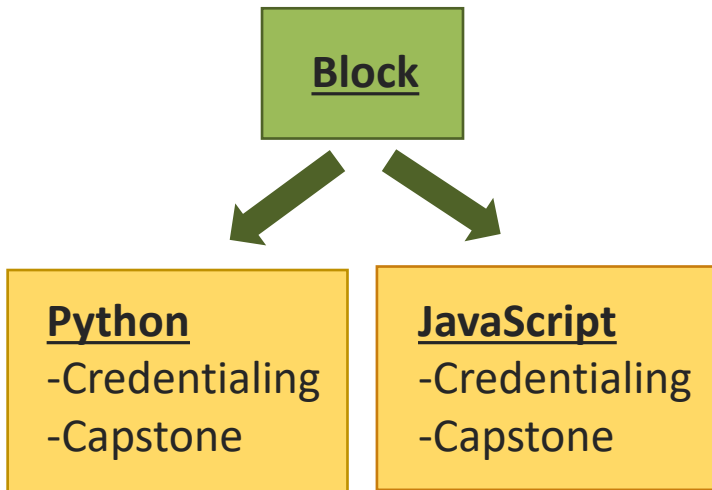 Block
Python
-Credentialing
-Capstone
JavaScript
-Credentialing
-Capstone